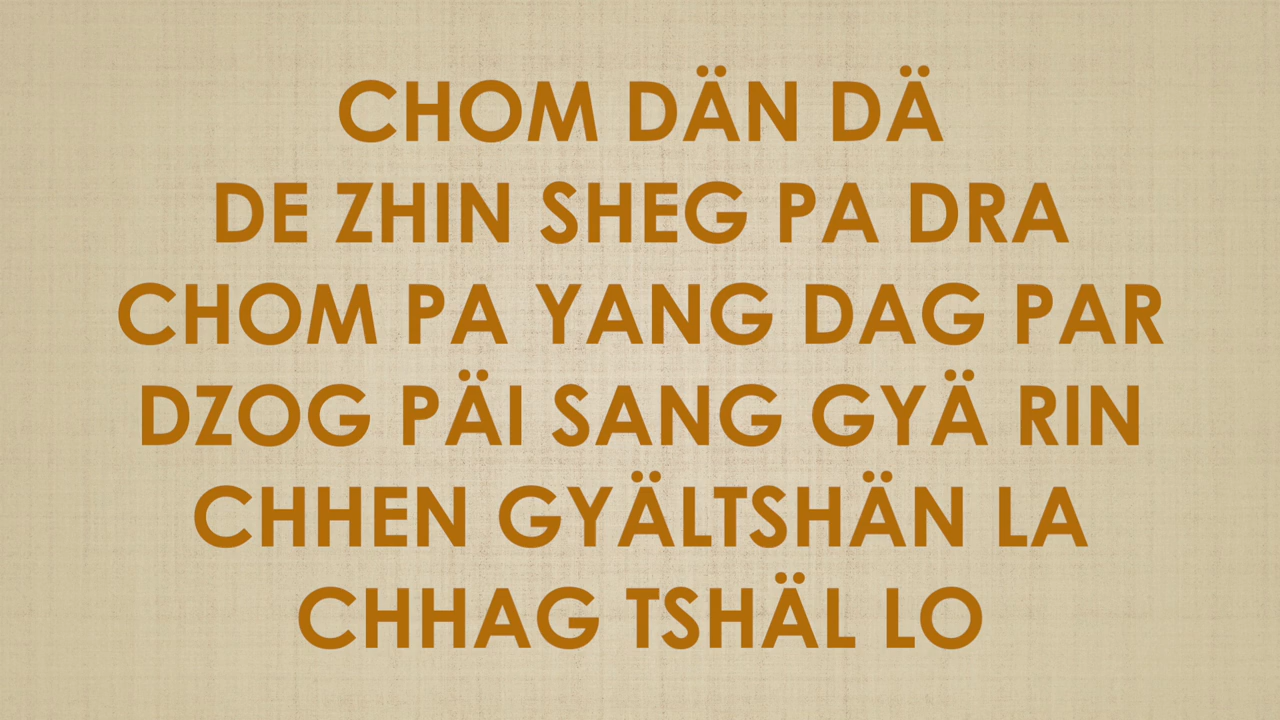 CHOM DÄN DÄ
DE ZHIN SHEG PA DRA
CHOM PA YANG DAG PAR
DZOG PÄI SANG GYÄ RIN
CHHEN GYÄLTSHÄN LA
CHHAG TSHÄL LO